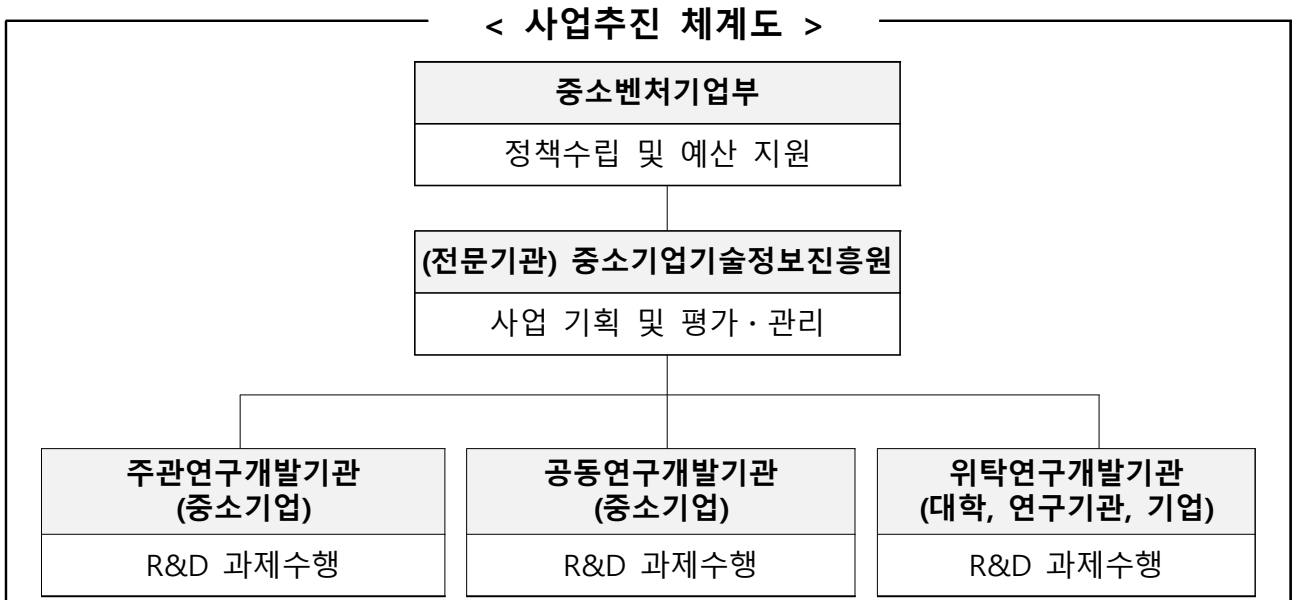 < 사업추진 체계도 >
중소벤처기업부
정책수립 및 예산 지원
(전문기관) 중소기업기술정보진흥원
사업 기획 및 평가·관리
주관연구개발기관
(중소기업)
R&D 과제수행
공동연구개발기관
(중소기업)
R&D 과제수행
위탁연구개발기관
(대학, 연구기관, 기업)
R&D 과제수행